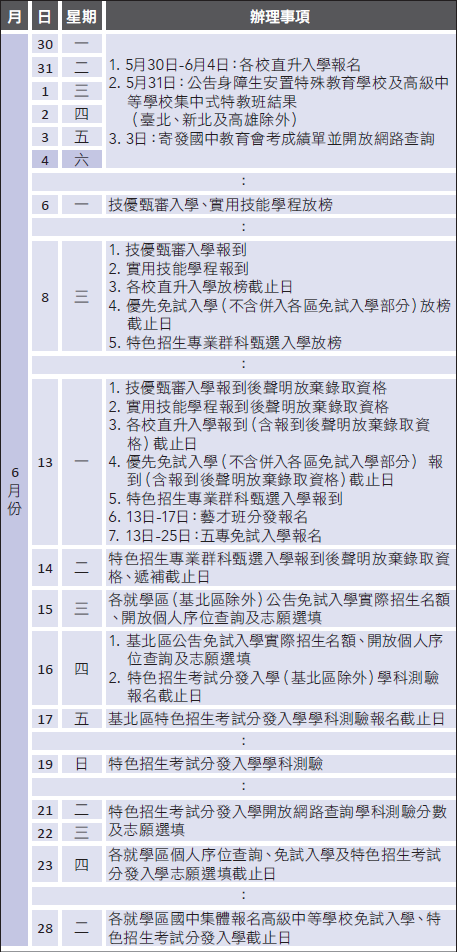 月 日 星期 辦理事項
6月份
30 一
31 二
1 三
2 四
3 五
4 六
1. 5月30日-6月4日：各校直升入學報名
2. 5月31日：公告身障生安置特殊教育學校及高級中
等學校集中式特教班結果
（臺北、新北及高雄除外）
3. 3日：寄發國中教育會考成績單並開放網路查詢
：
6 一 技優甄審入學、實用技能學程放榜
：
8 三
1. 技優甄審入學報到
2. 實用技能學程報到
3. 各校直升入學放榜截止日
4. 優先免試入學（不含併入各區免試入學部分）放榜
截止日
5. 特色招生專業群科甄選入學放榜
：
13 一
1. 技優甄審入學報到後聲明放棄錄取資格
2. 實用技能學程報到後聲明放棄錄取資格
3. 各校直升入學報到（含報到後聲明放棄錄取資
格）截止日
4. 優先免試入學（不含併入各區免試入學部分） 報
到（含報到後聲明放棄錄取資格）截止日
5. 特色招生專業群科甄選入學報到
6. 13日-17日：藝才班分發報名
7. 13日-25日：五專免試入學報名
14 二
特色招生專業群科甄選入學報到後聲明放棄錄取資
格、遞補截止日
15 三
各就學區（基北區除外）公告免試入學實際招生名額
、開放個人序位查詢及志願選填
16 四
1. 基北區公告免試入學實際招生名額、開放個人序
位查詢及志願選填
2. 特色招生考試分發入學（基北區除外）學科測驗
報名截止日
17 五 基北區特色招生考試分發入學學科測驗報名截止日
：
19 日 特色招生考試分發入學學科測驗
：
21 二
22 三
特色招生考試分發入學開放網路查詢學科測驗分數
及志願選填
23 四
各就學區個人序位查詢、免試入學及特色招生考試
分發入學志願選填截止日
：
28 二
各就學區國中集體報名高級中等學校免試入學、特
色招生考試分發入學截止日